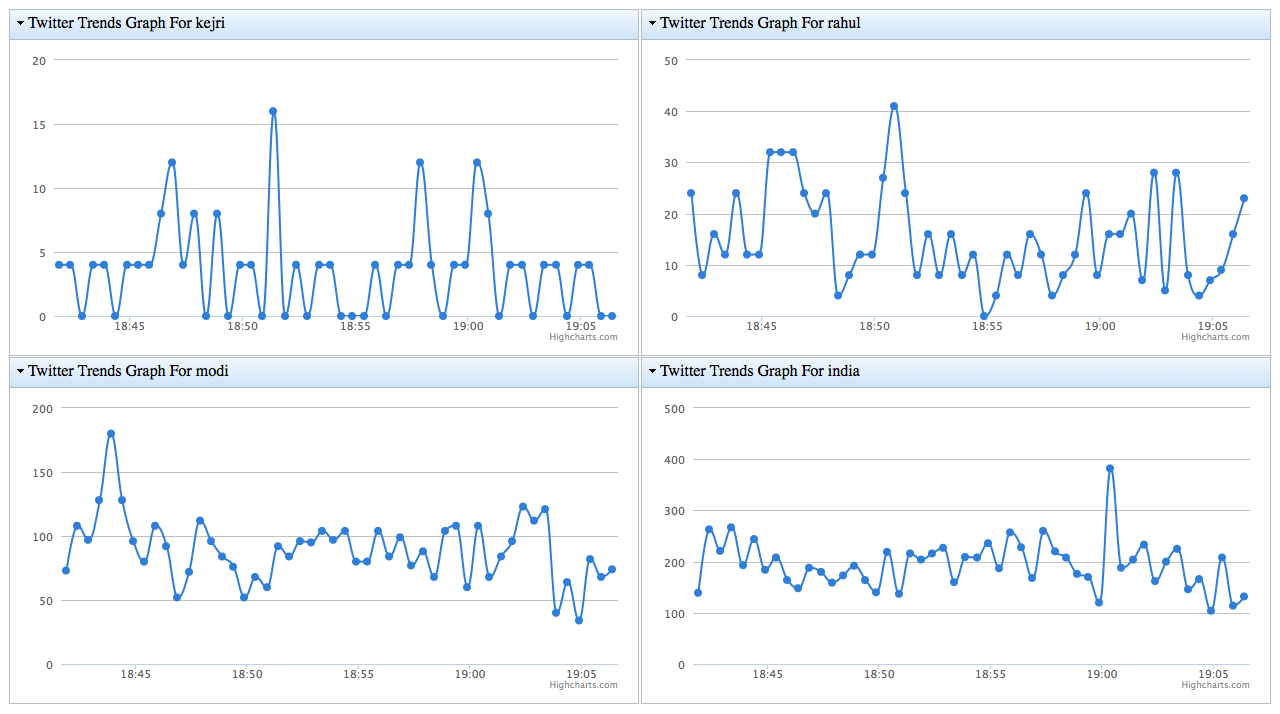 Twitter Trends Graph For kejri
20
15
10
5
0
18:45 18:50 18:55 19:00 19:05
Highcharts.com
Twitter Trends Graph For rahul
50
40
30
20
10
0
18:45 18:50 18:55 19:00 19:05
Highcharts.com
Twitter Trends Graph For modi
200
150
100
50
0
18:45 18:50 18:55 19:00 19:05
Highcharts.com
Twitter Trends Graph For india
500
400
300
200
100
0
18:45 18:50 18:55 19:00 19:05
Highcharts.com